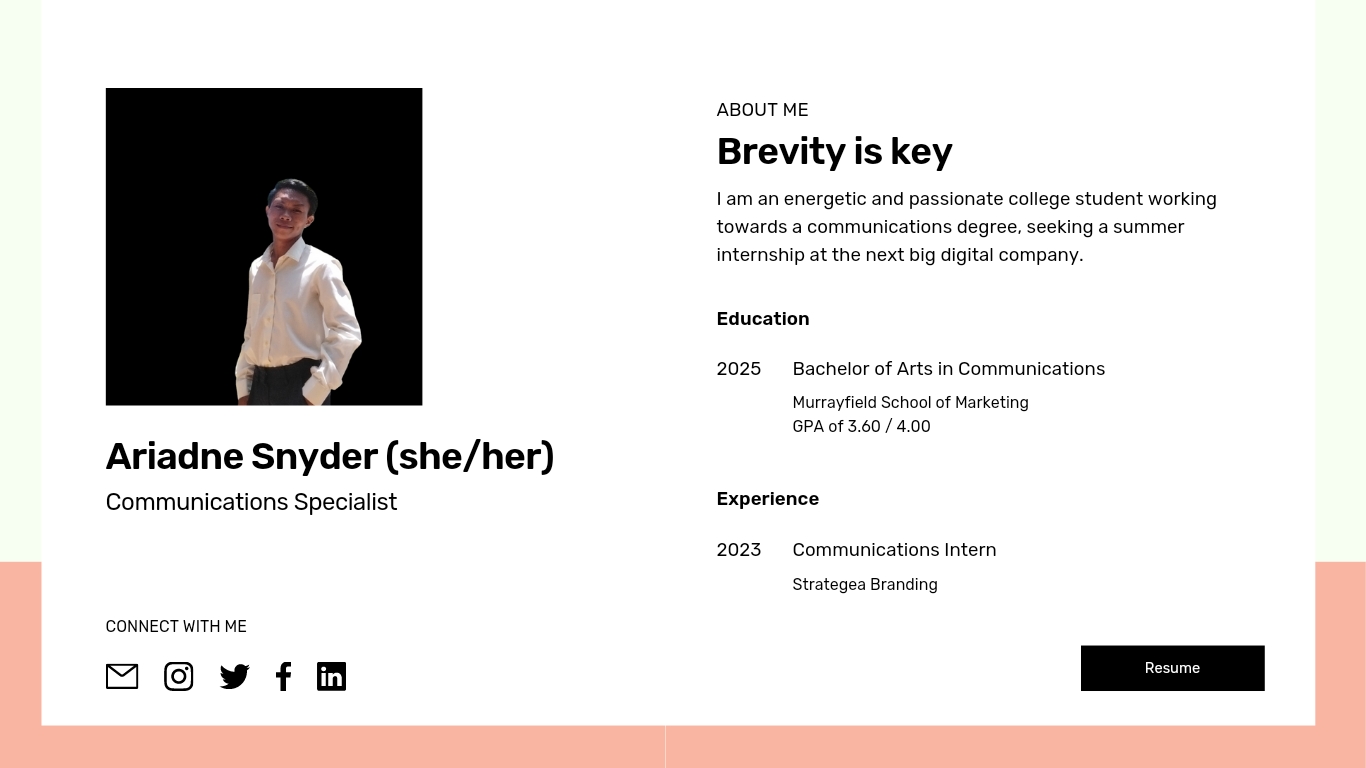 Ariadne Snyder (she/her)
Communications Specialist
CONNECT WITH ME
ABOUT ME
Brevity is key
I am an energetic and passionate college student working
towards a communications degree, seeking a summer
internship at the next big digital company.
Education
2025 Bachelor of Arts in Communications
Murrayfield School of Marketing
GPA of 3.60 / 4.00
Experience
2023 Communications Intern
Strategea Branding
Resume